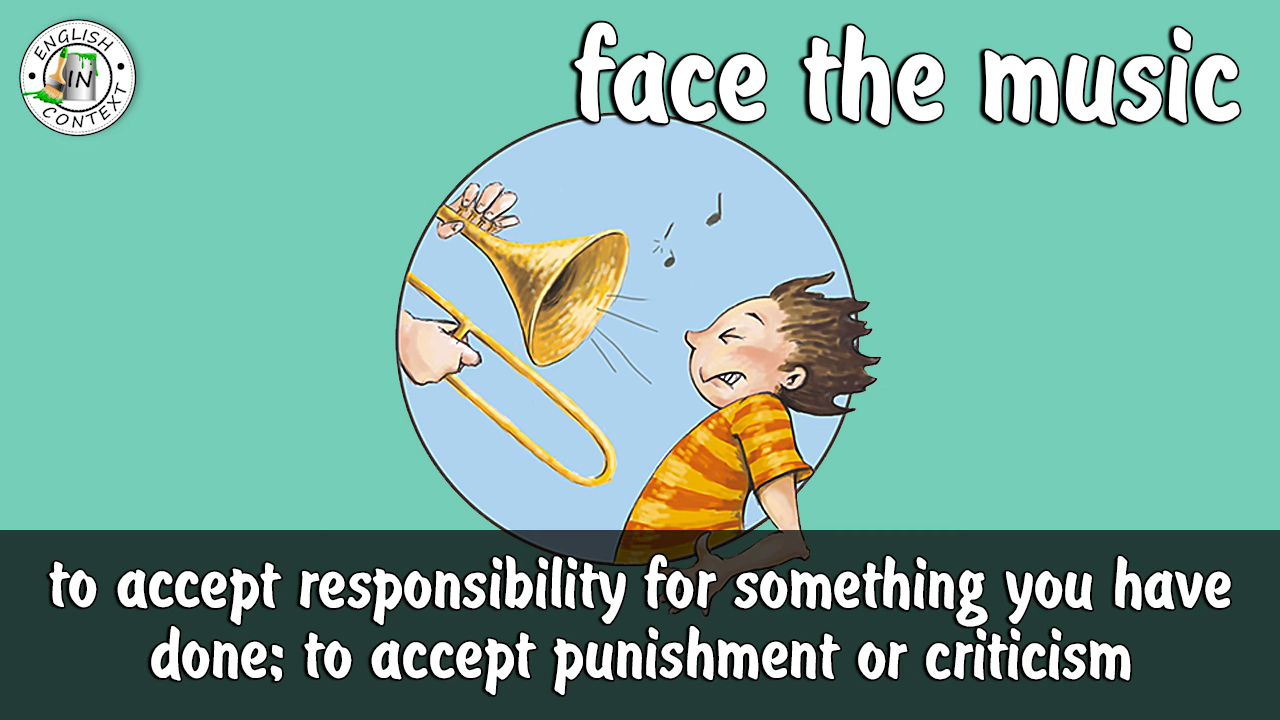 ENGLISH
IN
CONTEXT
face the music
to accept responsibility for something you have
done; to accept punishment or criticism